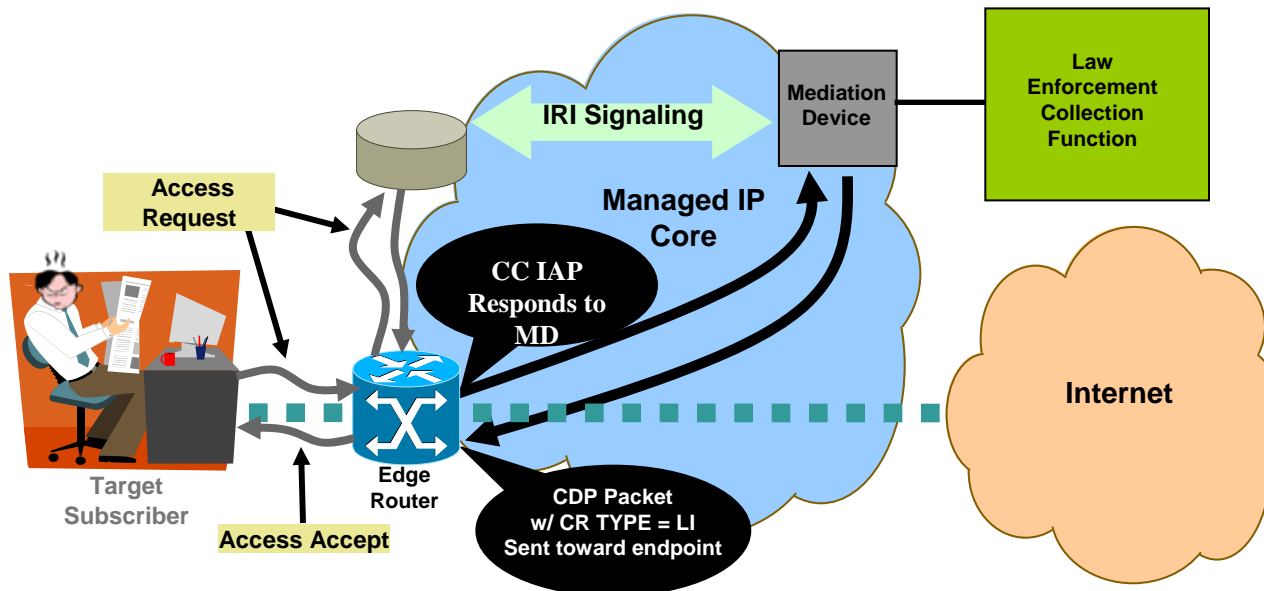 Law
Enforcement
Collection
Function
Mediation
Device
IRI Signaling
Access
Request
Managed IP
Core
CC IAP
Responds to
MD
Internet
Edge
Router
Target
Subscriber
CDP Packet
w/ CR TYPE = LI
Sent toward endpoint
Access Accept